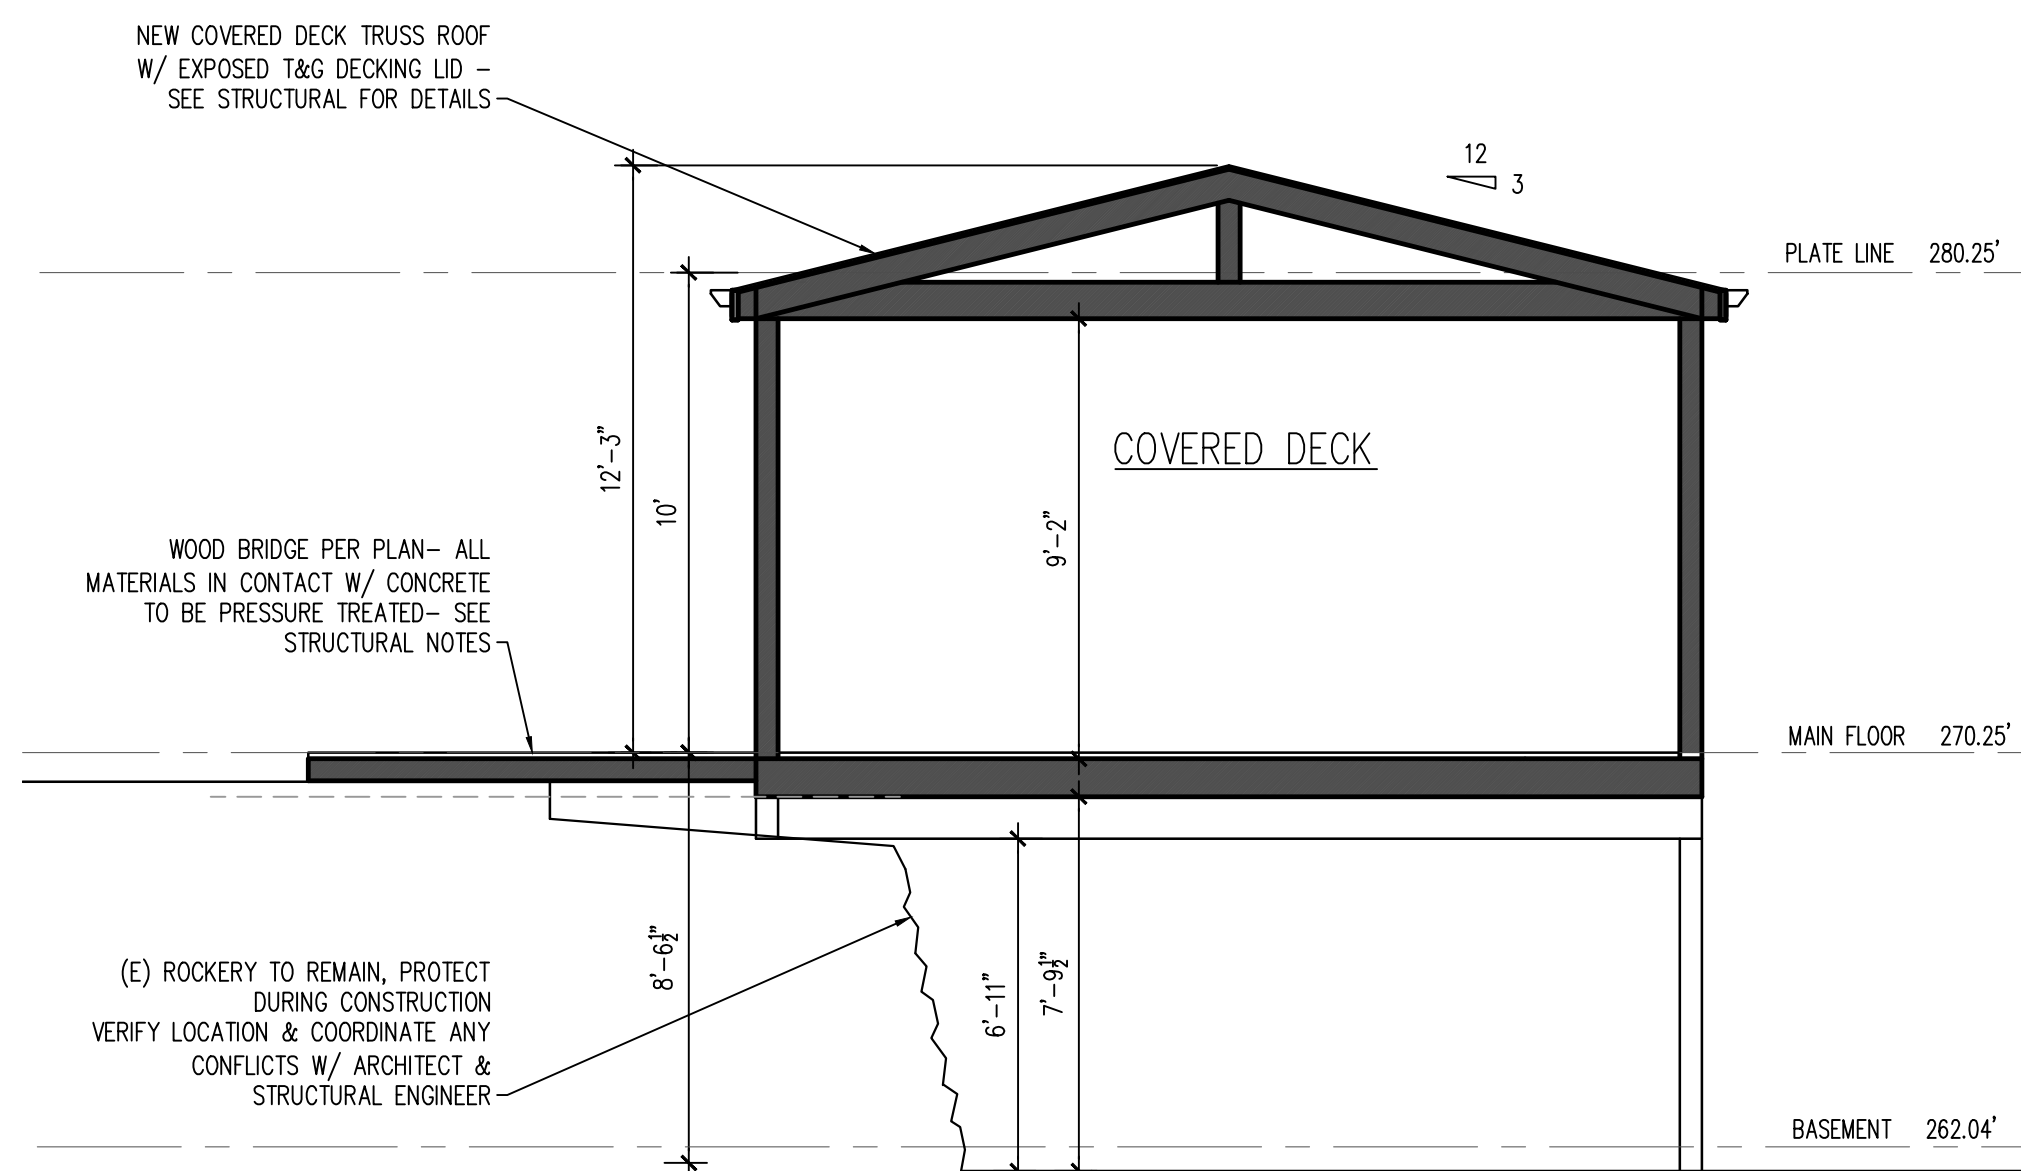 NEW COVERED DECK TRUSS ROOF
W/ EXPOSED T&G DECKING LID –
SEE STRUCTURAL FOR DETAILS
12
3
PLATE LINE 280.25'
12'–3"
10'
COVERED DECK
9'–2"
WOOD BRIDGE PER PLAN– ALL
MATERIALS IN CONTACT W/ CONCRETE
TO BE PRESSURE TREATED– SEE
STRUCTURAL NOTES
MAIN FLOOR 270.25'
8'–6½"
6'–11"
7'–9½"
(E) ROCKERY TO REMAIN, PROTECT
DURING CONSTRUCTION
VERIFY LOCATION & COORDINATE ANY
CONFLICTS W/ ARCHITECT &
STRUCTURAL ENGINEER
BASEMENT 262.04'